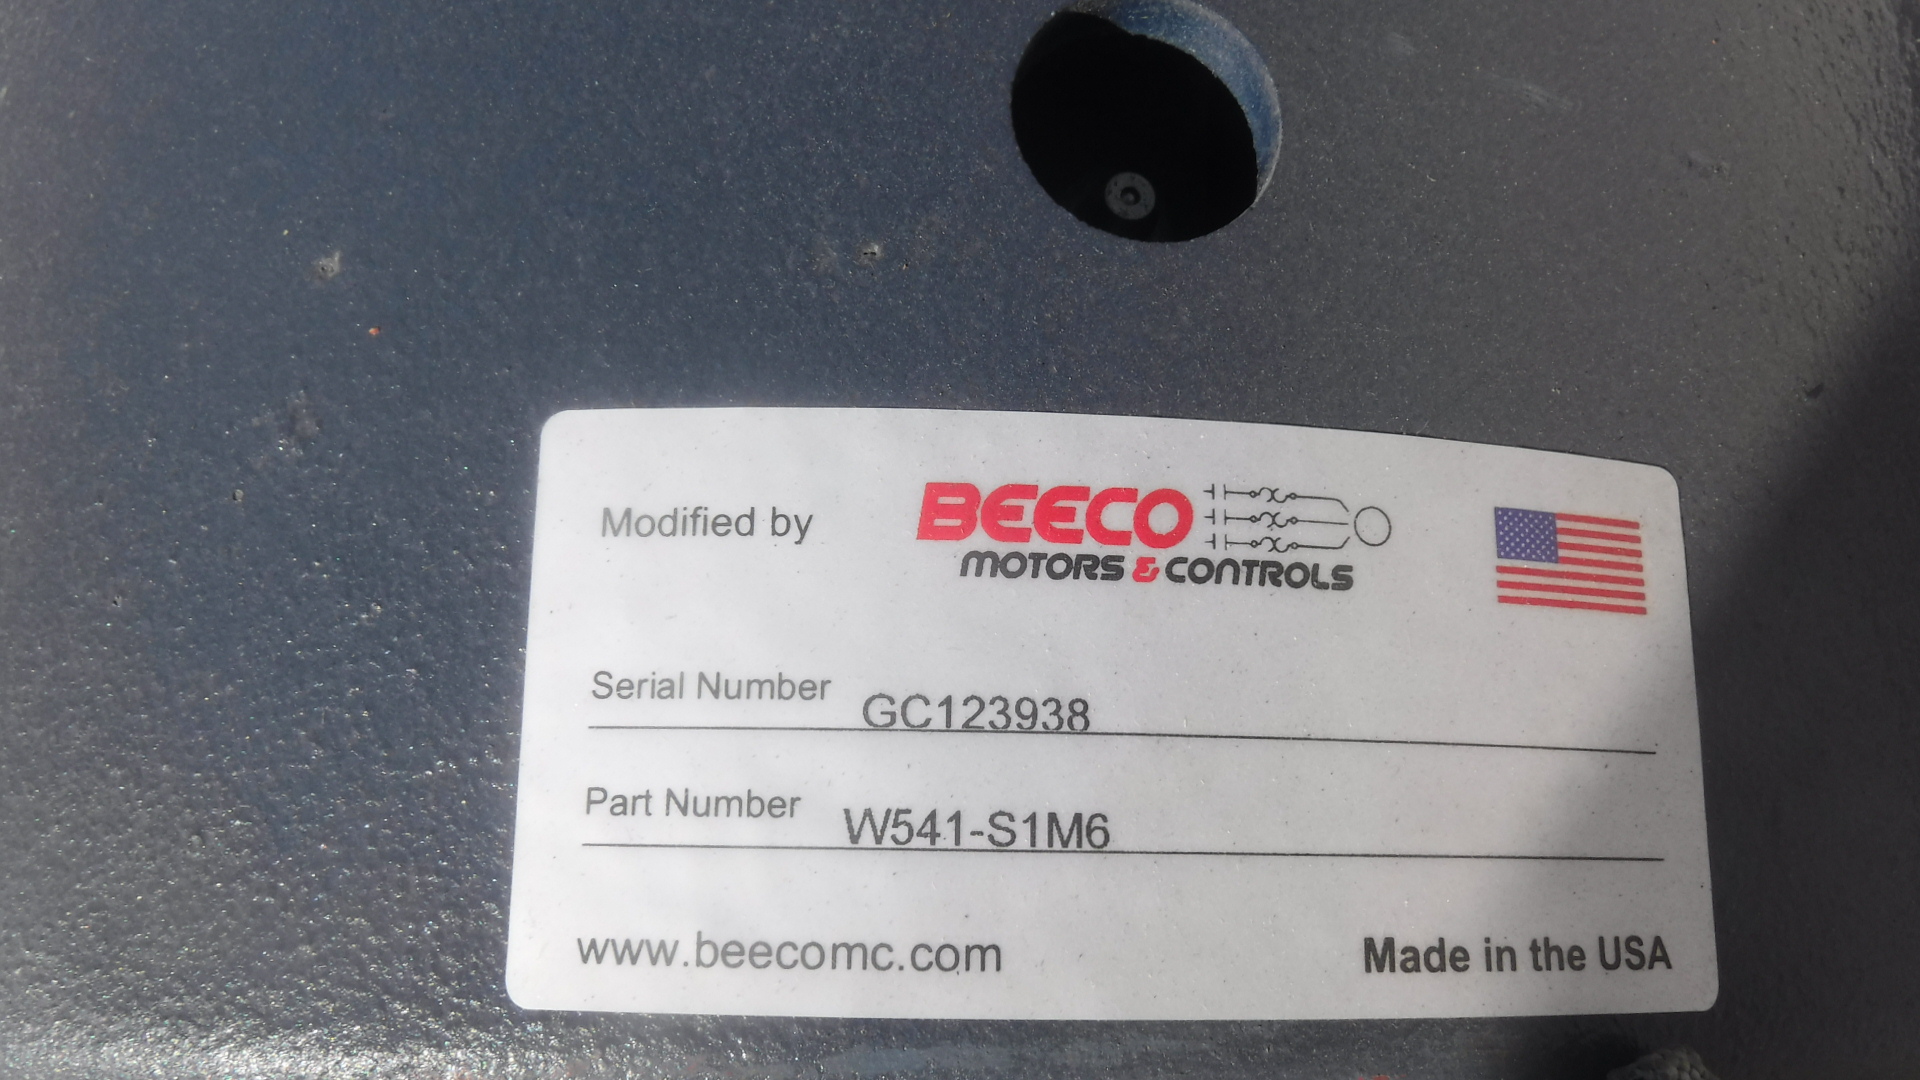 Modified by BEECO
MOTORS & CONTROLS
Serial Number GC123938
Part Number W541-S1M6
www.beecomc.com Made in the USA